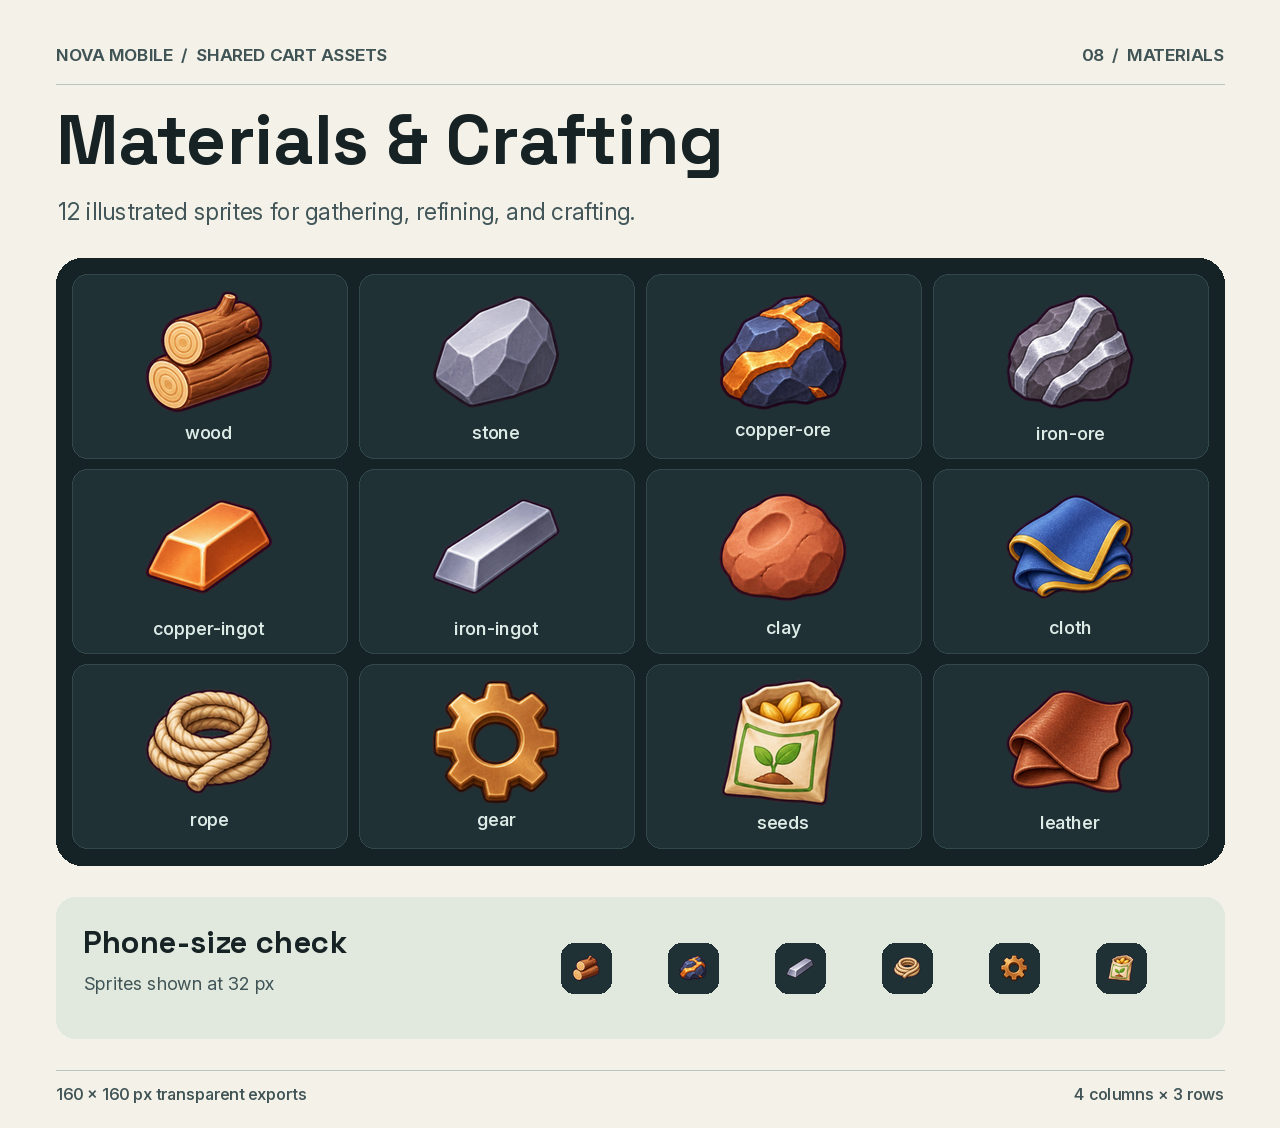 NOVA MOBILE / SHARED CART ASSETS
08 / MATERIALS
Materials & Crafting
12 illustrated sprites for gathering, refining, and crafting.
wood
stone
copper-ore
iron-ore
copper-ingot
iron-ingot
clay
cloth
rope
gear
seeds
leather
Phone-size check
Sprites shown at 32 px
160 × 160 px transparent exports
4 columns × 3 rows